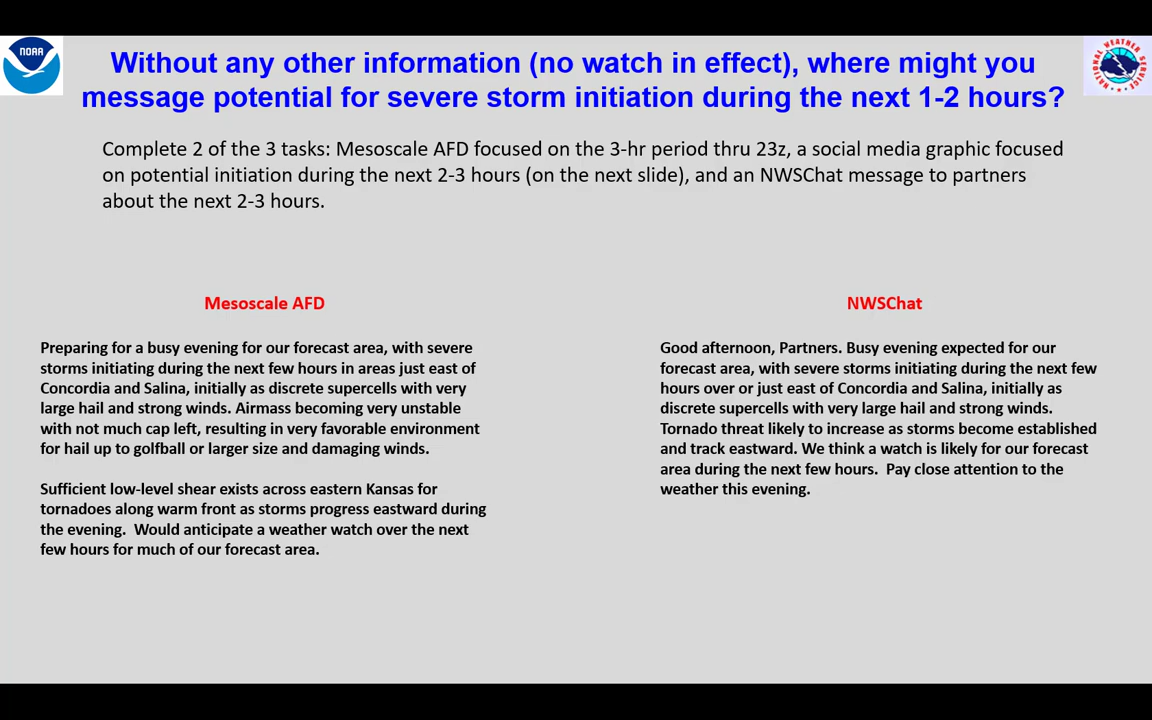 NOAA
NATIONAL WEATHER SERVICE
Without any other information (no watch in effect), where might you
message potential for severe storm initiation during the next 1-2 hours?
Complete 2 of the 3 tasks: Mesoscale AFD focused on the 3-hr period thru 23z, a social media graphic focused
on potential initiation during the next 2-3 hours (on the next slide), and an NWSChat message to partners
about the next 2-3 hours.
Mesoscale AFD
Preparing for a busy evening for our forecast area, with severe
storms initiating during the next few hours in areas just east of
Concordia and Salina, initially as discrete supercells with very
large hail and strong winds. Airmass becoming very unstable
with not much cap left, resulting in very favorable environment
for hail up to golfball or larger size and damaging winds.
Sufficient low-level shear exists across eastern Kansas for
tornadoes along warm front as storms progress eastward during
the evening.  Would anticipate a weather watch over the next
few hours for much of our forecast area.
NWSChat
Good afternoon, Partners. Busy evening expected for our
forecast area, with severe storms initiating during the next few
hours over or just east of Concordia and Salina, initially as
discrete supercells with very large hail and strong winds.
Tornado threat likely to increase as storms become established
and track eastward. We think a watch is likely for our forecast
area during the next few hours.  Pay close attention to the
weather this evening.